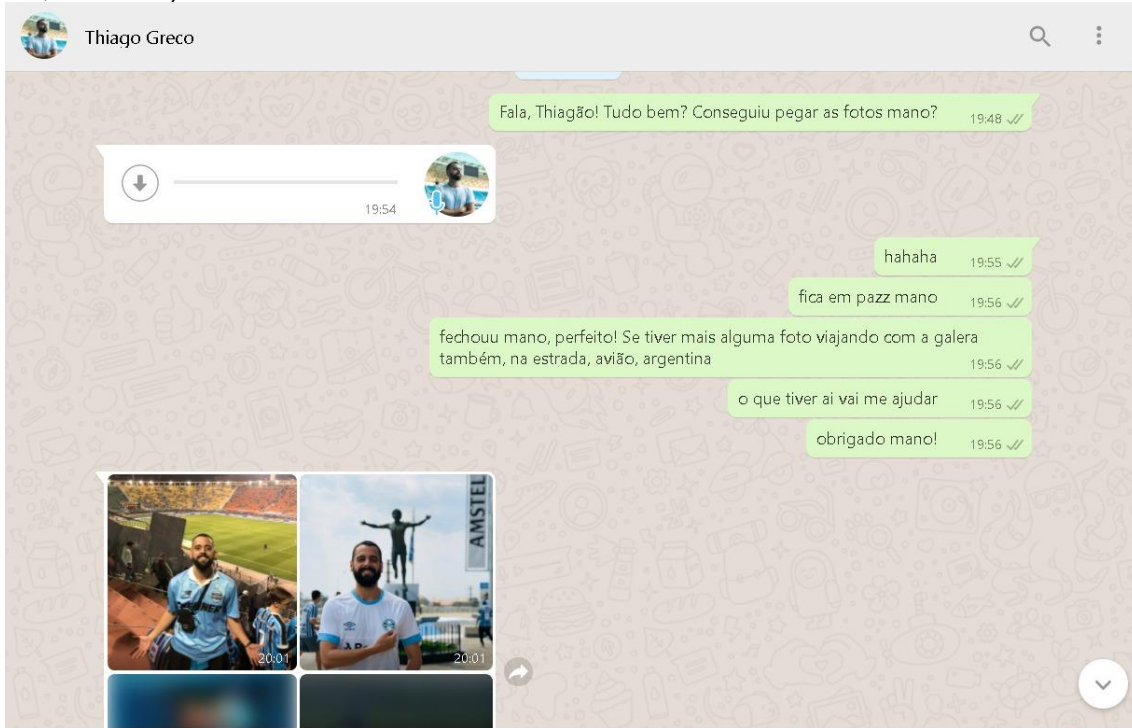 Thiago Greco
Fala, Thiagão! Tudo bem? Conseguiu pegar as fotos mano?
19:48
19:54
hahaha
19:55
fica em pazz mano
19:56
fechouu mano, perfeito! Se tiver mais alguma foto viajando com a galera
também, na estrada, avião, argentina
19:56
o que tiver ai vai me ajudar
19:56
obrigado mano!
19:56
AMSTEL
20:01
20:01